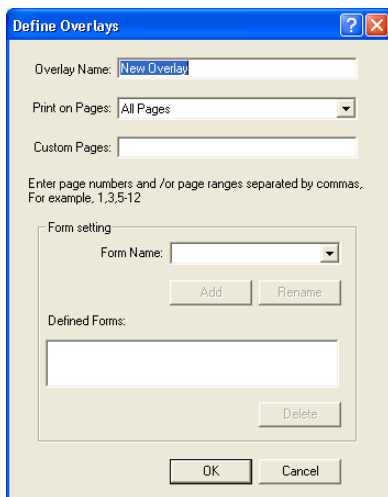 Define Overlays
Overlay Name: New Overlay
Print on Pages: All Pages
Custom Pages:
Enter page numbers and /or page ranges separated by commas,
For example, 1,3,5-12
Form setting
Form Name:
Add Rename
Defined Forms:
Delete
OK Cancel